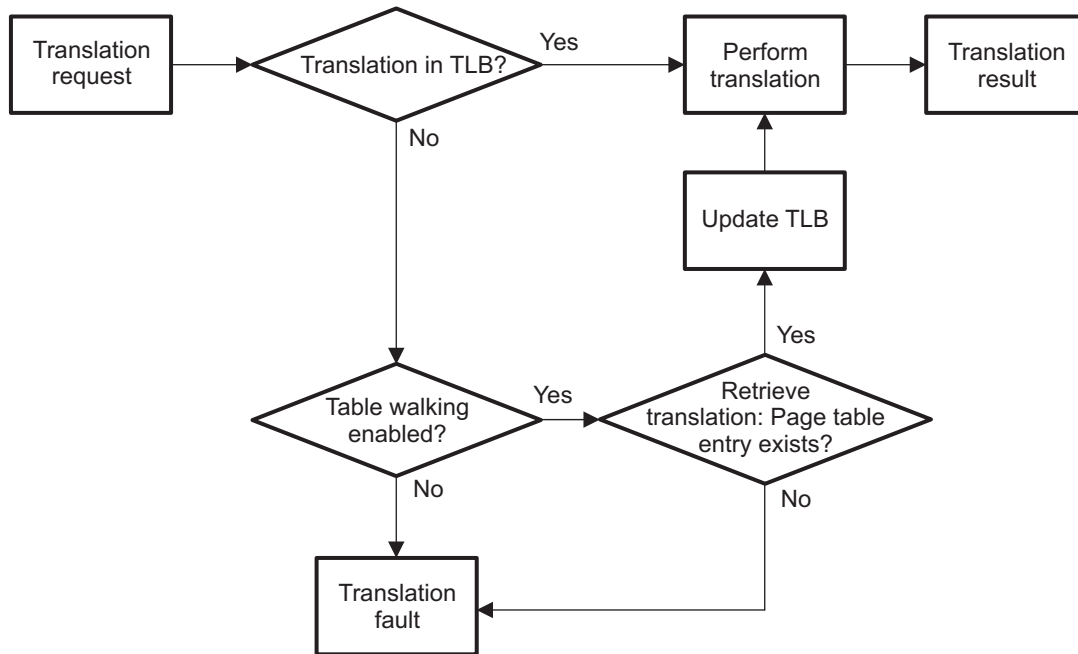 Translation
request
Translation in TLB?
Yes
Perform
translation
Translation
result
No
Update TLB
Yes
Table walking
enabled?
Yes
Retrieve
translation: Page table
entry exists?
No
No
Translation
fault